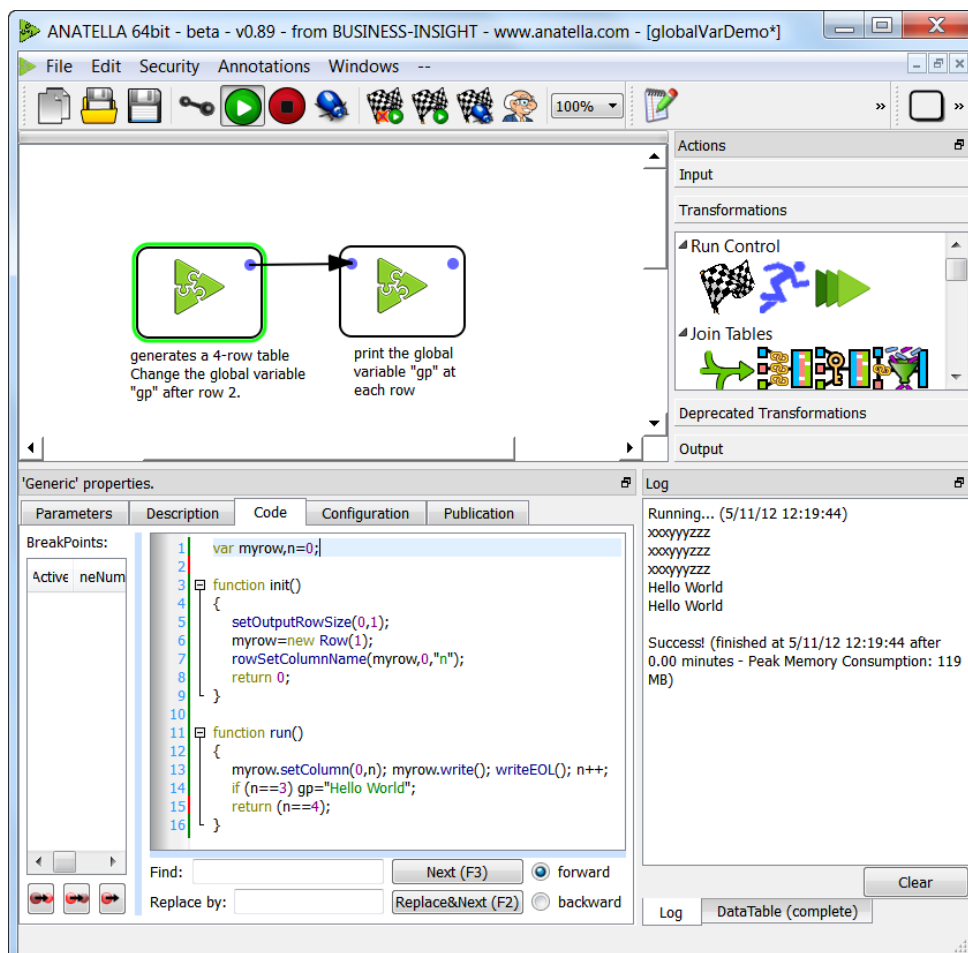 ANATELLA 64bit - beta - v0.89 - from BUSINESS-INSIGHT - www.anatella.com - [globalVarDemo*]
File Edit Security Annotations Windows --
100% » »
Actions
Input
Transformations
Run Control
Join Tables
Deprecated Transformations
Output
generates a 4-row table
Change the global variable
"gp" after row 2.
print the global
variable "gp" at
each row
'Generic' properties.
Parameters Description Code Configuration Publication
BreakPoints:
Active neNum
1 var myrow,n=0;
2
3 function init()
4 {
5 setOutputRowSize(0,1);
6 myrow=new Row(1);
7 rowSetColumnName(myrow,0,"n");
8 return 0;
9 }
10
11 function run()
12 {
13 myrow.setColumn(0,n); myrow.write(); writeEOL(); n++;
14 if (n==3) gp="Hello World";
15 return (n==4);
16 }
Find: Next (F3) forward
Replace by: Replace&Next (F2) backward
Log
Running... (5/11/12 12:19:44)
xxxyyyzzz
xxxyyyzzz
xxxyyyzzz
Hello World
Hello World
Success! (finished at 5/11/12 12:19:44 after
0.00 minutes - Peak Memory Consumption: 119
MB)
Clear
Log DataTable (complete)